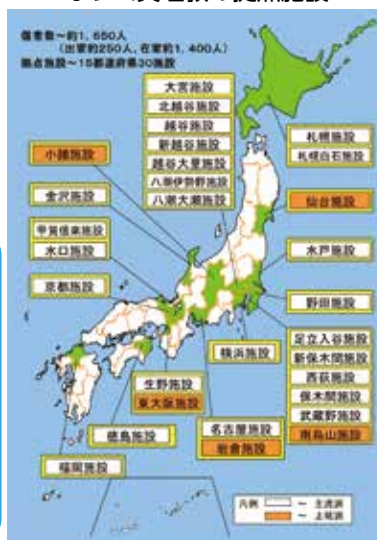 信者数～約1,650人
(出家約250人、在家約1,400人)
拠点施設～15都道府県30施設
大宮施設
北越谷施設
越谷施設
新越谷施設
越谷大里施設
八潮伊勢野施設
八潮大瀬施設
札幌施設
札幌白石施設
小諸施設
仙台施設
金沢施設
甲賀信楽施設
水口施設
水戸施設
京都施設
野田施設
横浜施設
足立入谷施設
新保木間施設
西荻施設
保木間施設
武蔵野施設
南烏山施設
生野施設
東大阪施設
徳島施設
名古屋施設
福岡施設
凡例
～ 主流派
～ 上祐派